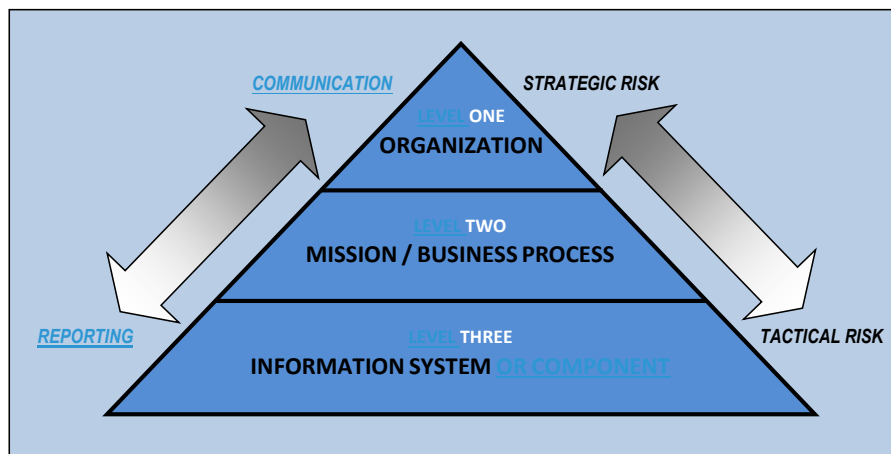 COMMUNICATION
STRATEGIC RISK
LEVEL ONE
ORGANIZATION
LEVEL TWO
MISSION / BUSINESS PROCESS
REPORTING
LEVEL THREE
TACTICAL RISK
INFORMATION SYSTEM OR COMPONENT